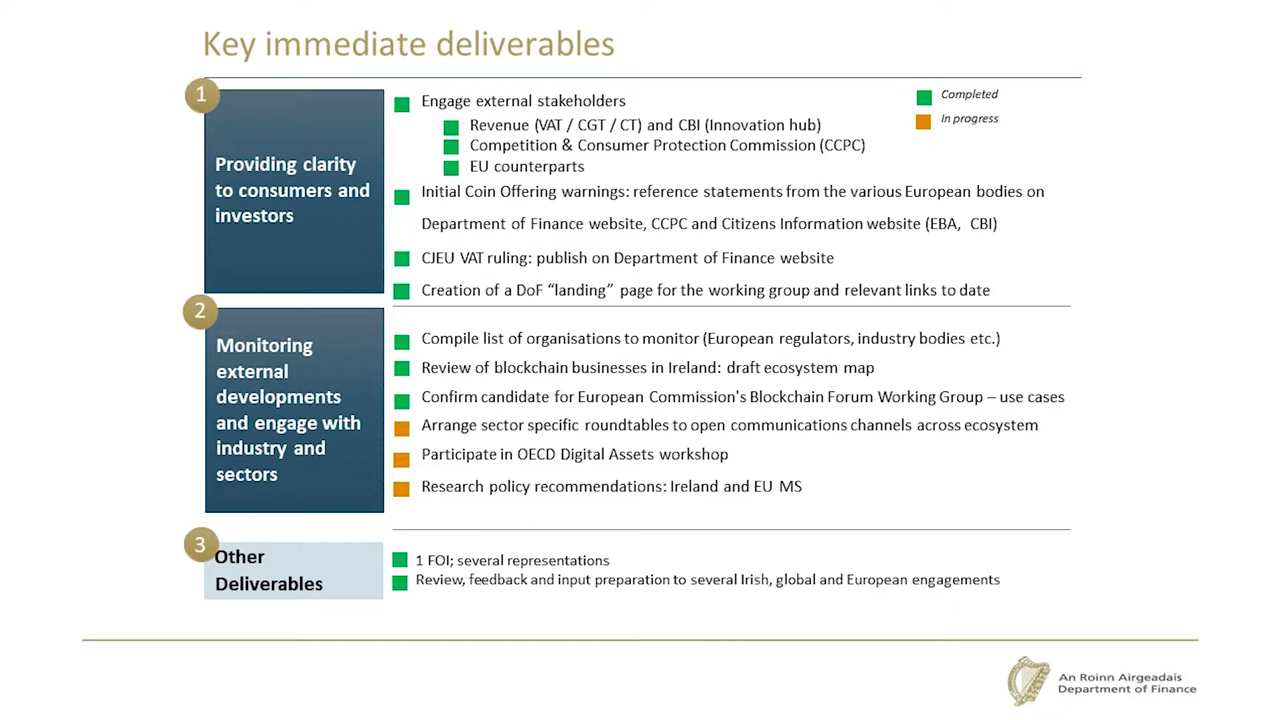 Key immediate deliverables
1
Providing clarity
to consumers and
investors
Engage external stakeholders
Revenue (VAT / CGT / CT) and CBI (Innovation hub)
Competition & Consumer Protection Commission (CCPC)
EU counterparts
Initial Coin Offering warnings: reference statements from the various European bodies on
Department of Finance website, CCPC and Citizens Information website (EBA, CBI)
CJEU VAT ruling: publish on Department of Finance website
Creation of a DoF “landing” page for the working group and relevant links to date
Completed
In progress
2
Monitoring
external
developments
and engage with
industry and
sectors
Compile list of organisations to monitor (European regulators, industry bodies etc.)
Review of blockchain businesses in Ireland: draft ecosystem map
Confirm candidate for European Commission's Blockchain Forum Working Group – use cases
Arrange sector specific roundtables to open communications channels across ecosystem
Participate in OECD Digital Assets workshop
Research policy recommendations: Ireland and EU MS
3
Other
Deliverables
1 FOI; several representations
Review, feedback and input preparation to several Irish, global and European engagements
An Roinn Airgeadais
Department of Finance